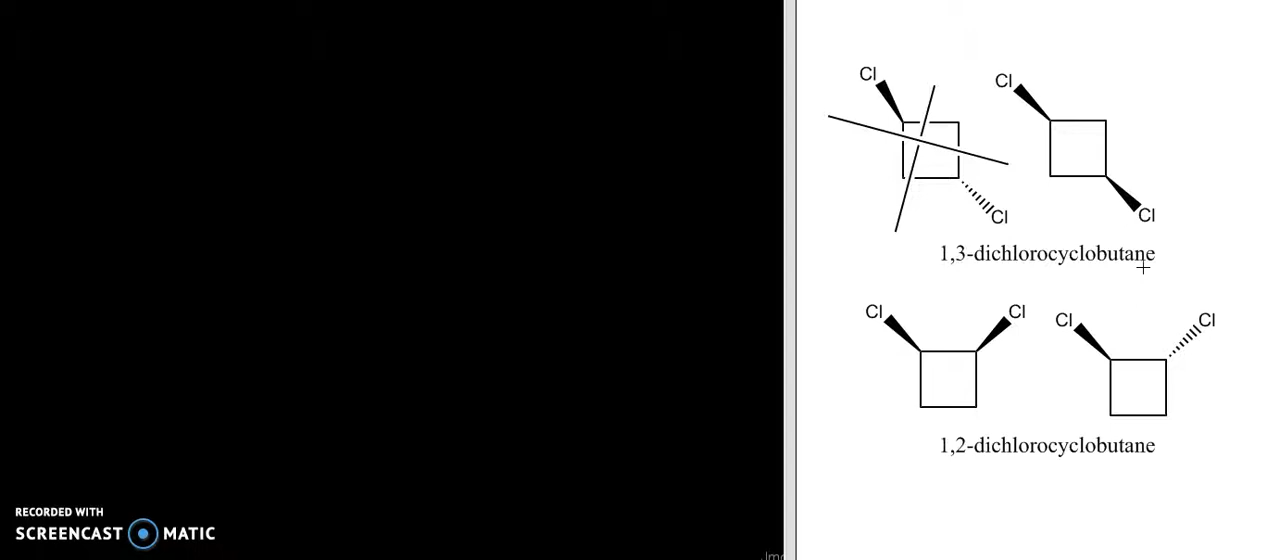 Cl
Cl
Cl
Cl
1,3-dichlorocyclobutane
Cl
Cl
Cl
Cl
1,2-dichlorocyclobutane
RECORDED WITH
SCREENCAST MATIC